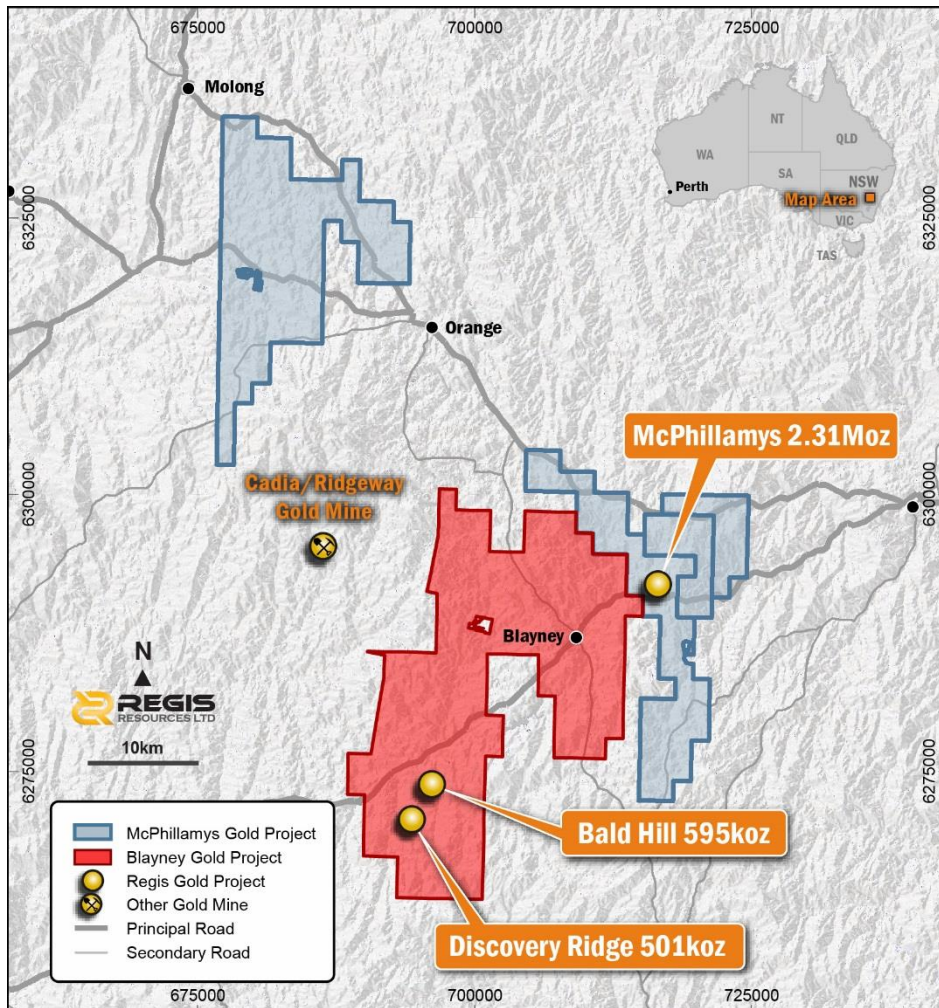 675000
700000
725000
Molong
NT
QLD
WA
SA
NSW
Perth
Map Area
VIC
TAS
6325000
6325000
Orange
McPhillamys 2.31Moz
Cadia/Ridgeway
Gold Mine
6300000
6300000
Blayney
N
REGIS
RESOURCES LTD
10km
6275000
6275000
Bald Hill 595koz
Discovery Ridge 501koz
McPhillamys Gold Project
Blayney Gold Project
Regis Gold Project
Other Gold Mine
Principal Road
Secondary Road
675000
700000
725000